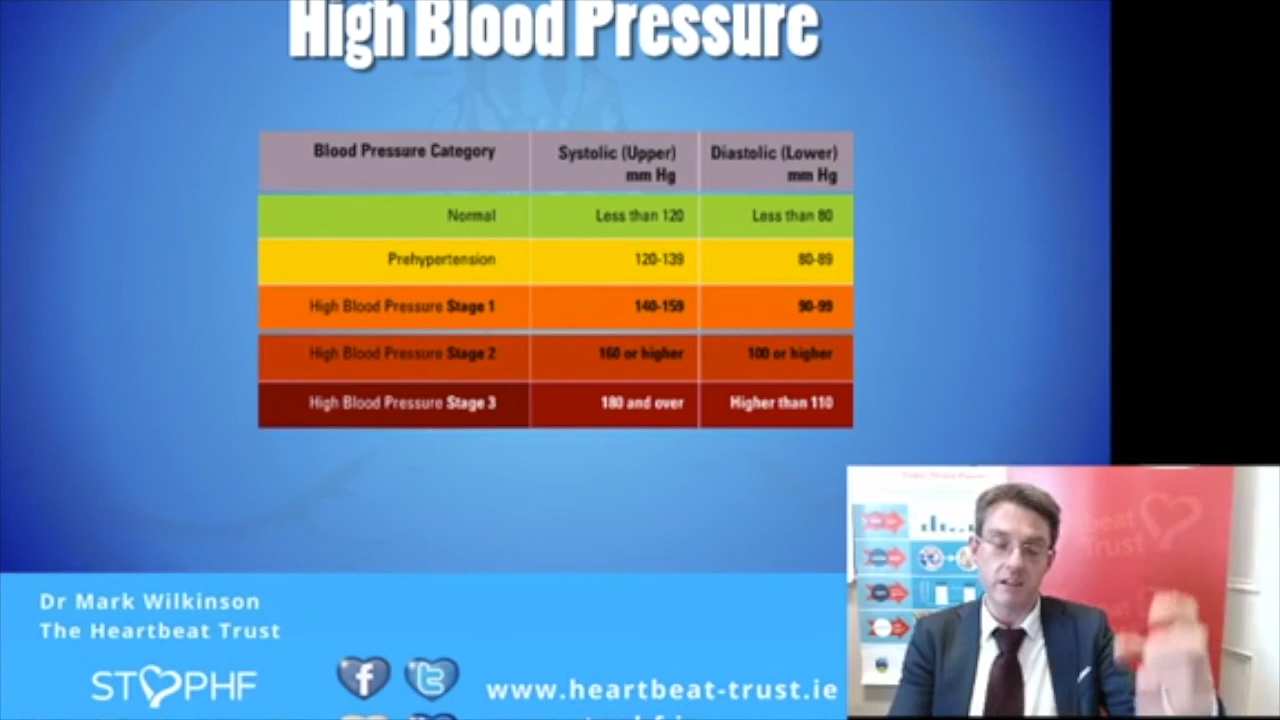 High Blood Pressure
Blood Pressure Category Systolic (Upper) mm Hg Diastolic (Lower) mm Hg
Normal Less than 120 Less than 80
Prehypertension 120-139 80-89
High Blood Pressure Stage 1 140-159 90-99
High Blood Pressure Stage 2 160 or higher 100 or higher
High Blood Pressure Stage 3 180 and over Higher than 110
beat
Trust
Dr Mark Wilkinson
The Heartbeat Trust
STOPHF
f
t
www.heartbeat-trust.ie